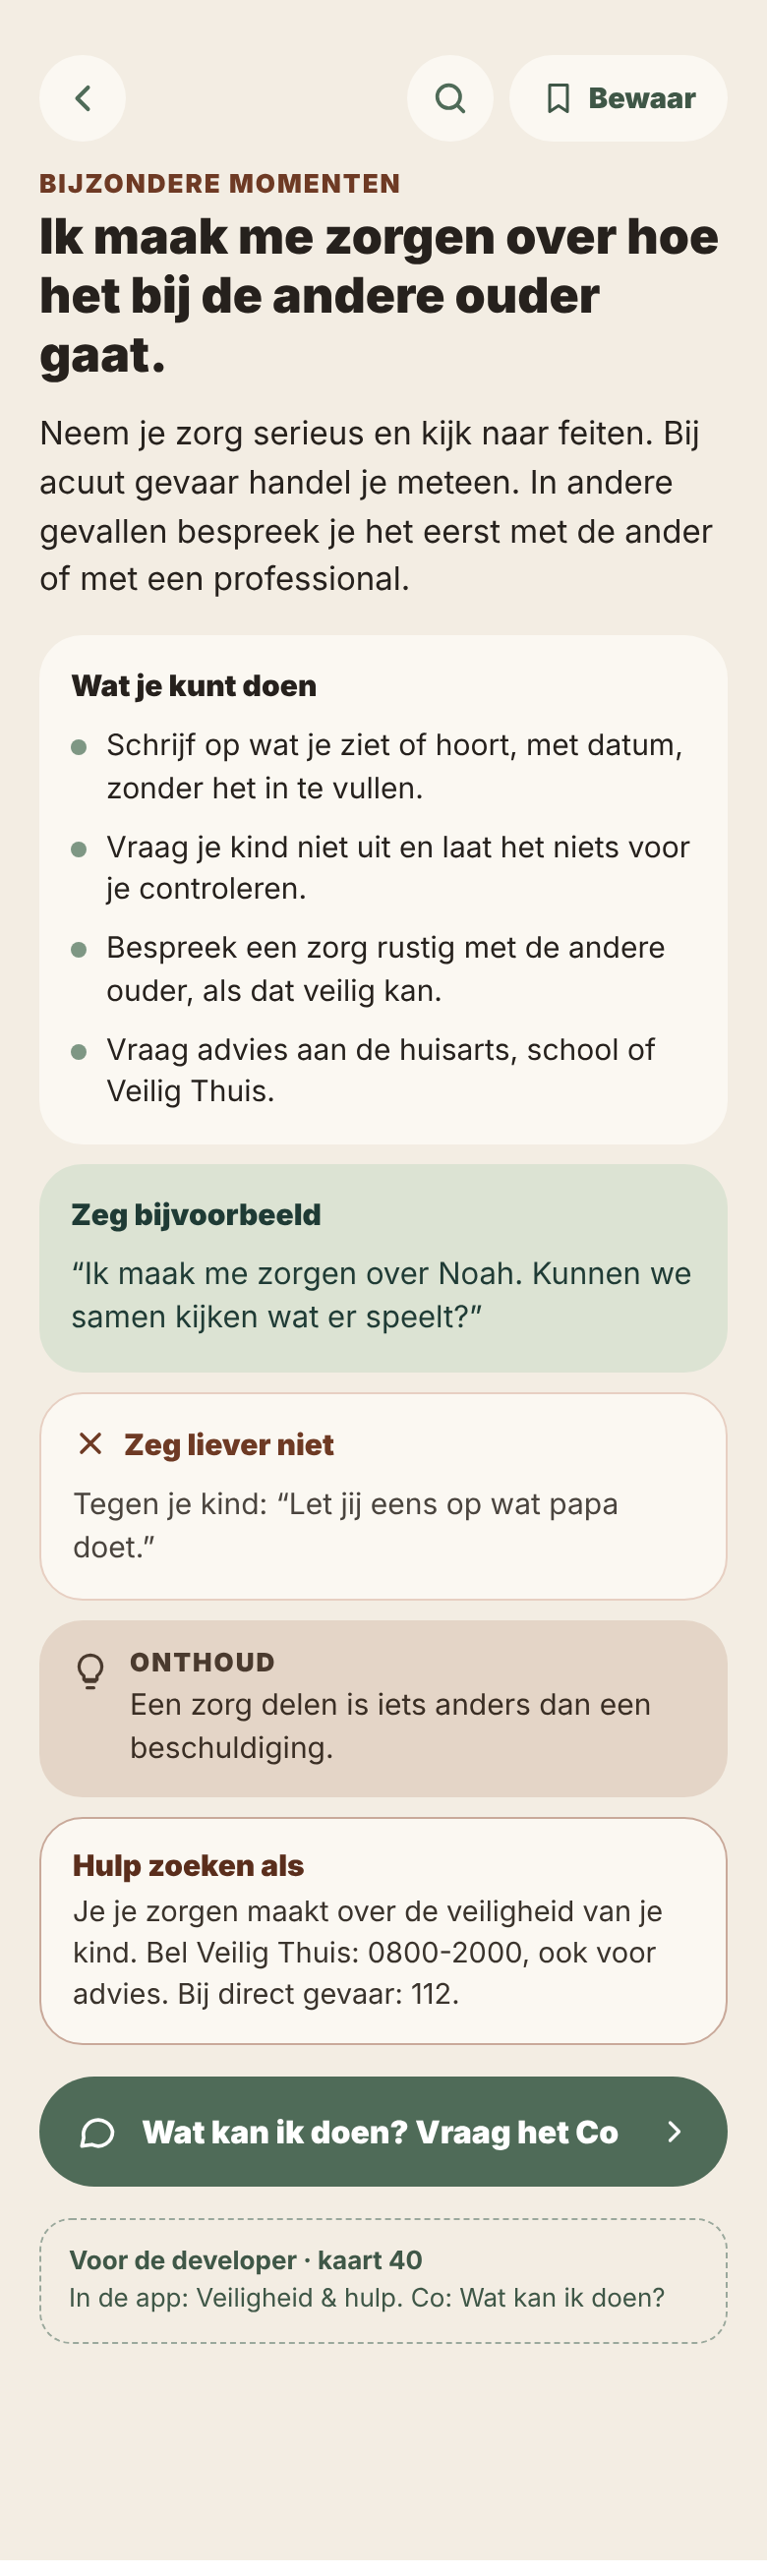 Bewaar
BIJZONDERE MOMENTEN
Ik maak me zorgen over hoe
het bij de andere ouder
gaat.
Neem je zorg serieus en kijk naar feiten. Bij
acuut gevaar handel je meteen. In andere
gevallen bespreek je het eerst met de ander
of met een professional.
Wat je kunt doen
Schrijf op wat je ziet of hoort, met datum,
zonder het in te vullen.
Vraag je kind niet uit en laat het niets voor
je controleren.
Bespreek een zorg rustig met de andere
ouder, als dat veilig kan.
Vraag advies aan de huisarts, school of
Veilig Thuis.
Zeg bijvoorbeeld
“Ik maak me zorgen over Noah. Kunnen we
samen kijken wat er speelt?”
Zeg liever niet
Tegen je kind: “Let jij eens op wat papa
doet.”
ONTHOUD
Een zorg delen is iets anders dan een
beschuldiging.
Hulp zoeken als
Je je zorgen maakt over de veiligheid van je
kind. Bel Veilig Thuis: 0800-2000, ook voor
advies. Bij direct gevaar: 112.
Wat kan ik doen? Vraag het Co
Voor de developer · kaart 40
In de app: Veiligheid & hulp. Co: Wat kan ik doen?